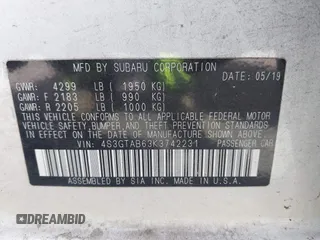 MFD BY SUBARU CORPORATION
DATE: 05/19
GVWR: 4299 LB ( 1950 KG)
GAWR: F 2183 LB ( 990 KG)
GAWR: R 2205 LB ( 1000 KG)
THIS VEHICLE CONFORMS TO ALL APPLICABLE FEDERAL MOTOR
VEHICLE SAFETY, BUMPER, AND THEFT PREVENTION STANDARDS
IN EFFECT ON THE DATE OF MANUFACTURE SHOWN ABOVE.
VIN: 4S3GTAB63K3742231 PASSENGER CAR
ASSEMBLED BY SIA, INC. MADE IN U.S.A.
DREAMBID